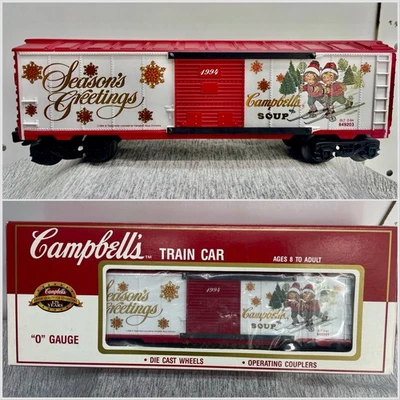 Season's
Greetings
1994
Campbell's
SOUP
Campbell's TRAIN CAR
AGES 8 TO ADULT
Campbell's
"O" GAUGE
Season's
Greetings
1994
Campbell's
SOUP
• DIE CAST WHEELS
• OPERATING COUPLERS